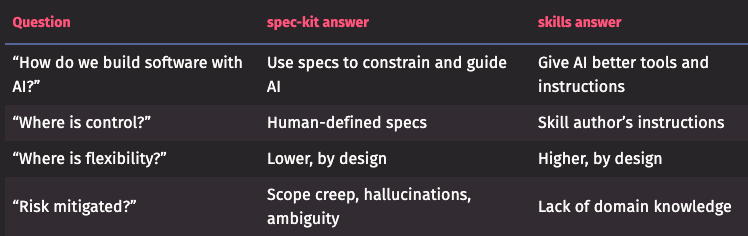 Question spec-kit answer skills answer
“How do we build software with Use specs to constrain and guide Give AI better tools and
AI?” AI instructions
“Where is control?” Human-defined specs Skill author’s instructions
“Where is flexibility?” Lower, by design Higher, by design
“Risk mitigated?” Scope creep, hallucinations, Lack of domain knowledge
ambiguity